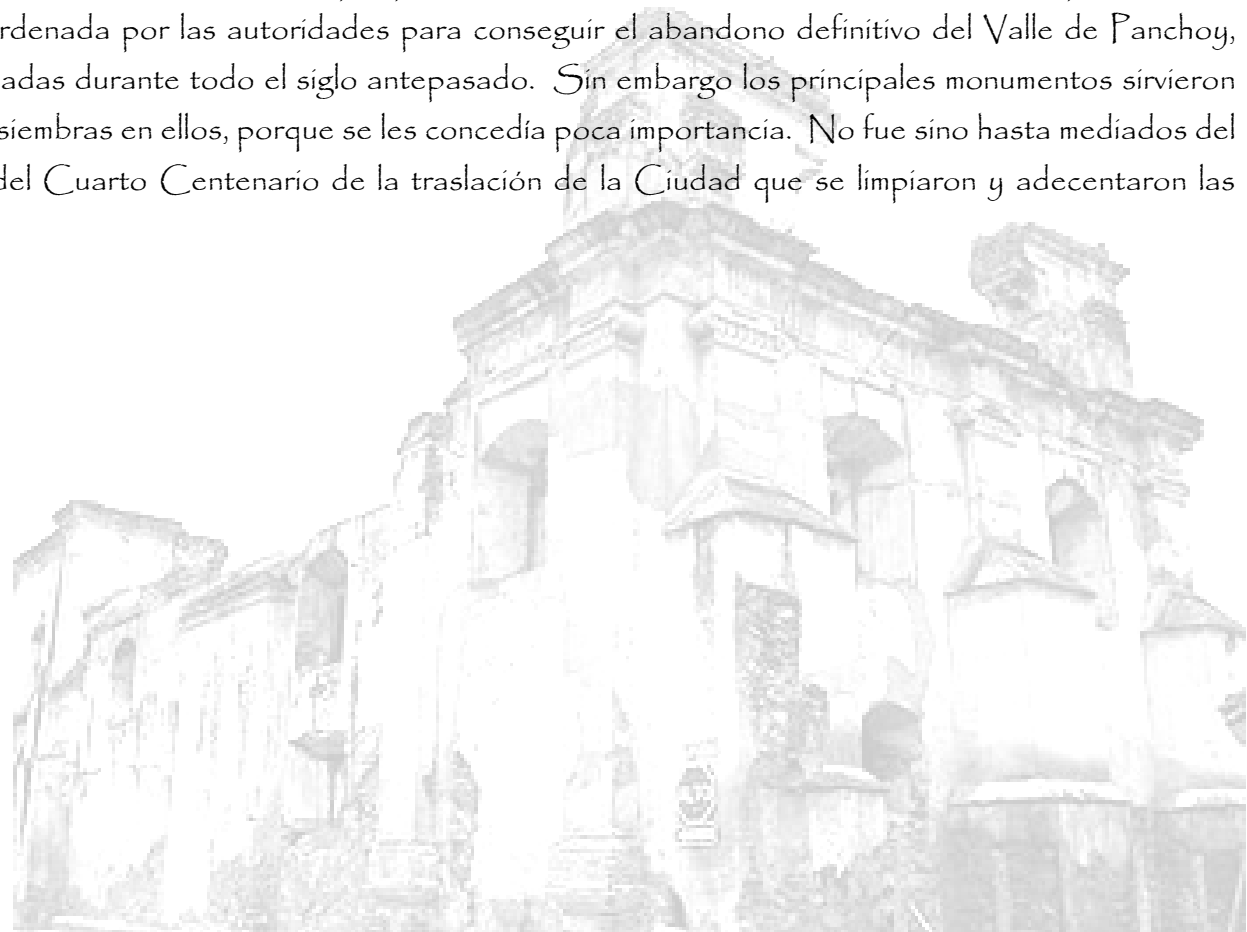 rdenada por las autoridades para conseguir el abandono definitivo del Valle de Panchoy,
adas durante todo el siglo antepasado. Sin embargo los principales monumentos sirvieron
siembras en ellos, porque se les concedía poca importancia. No fue sino hasta mediados del
del Cuarto Centenario de la traslación de la Ciudad que se limpiaron y adecentaron las